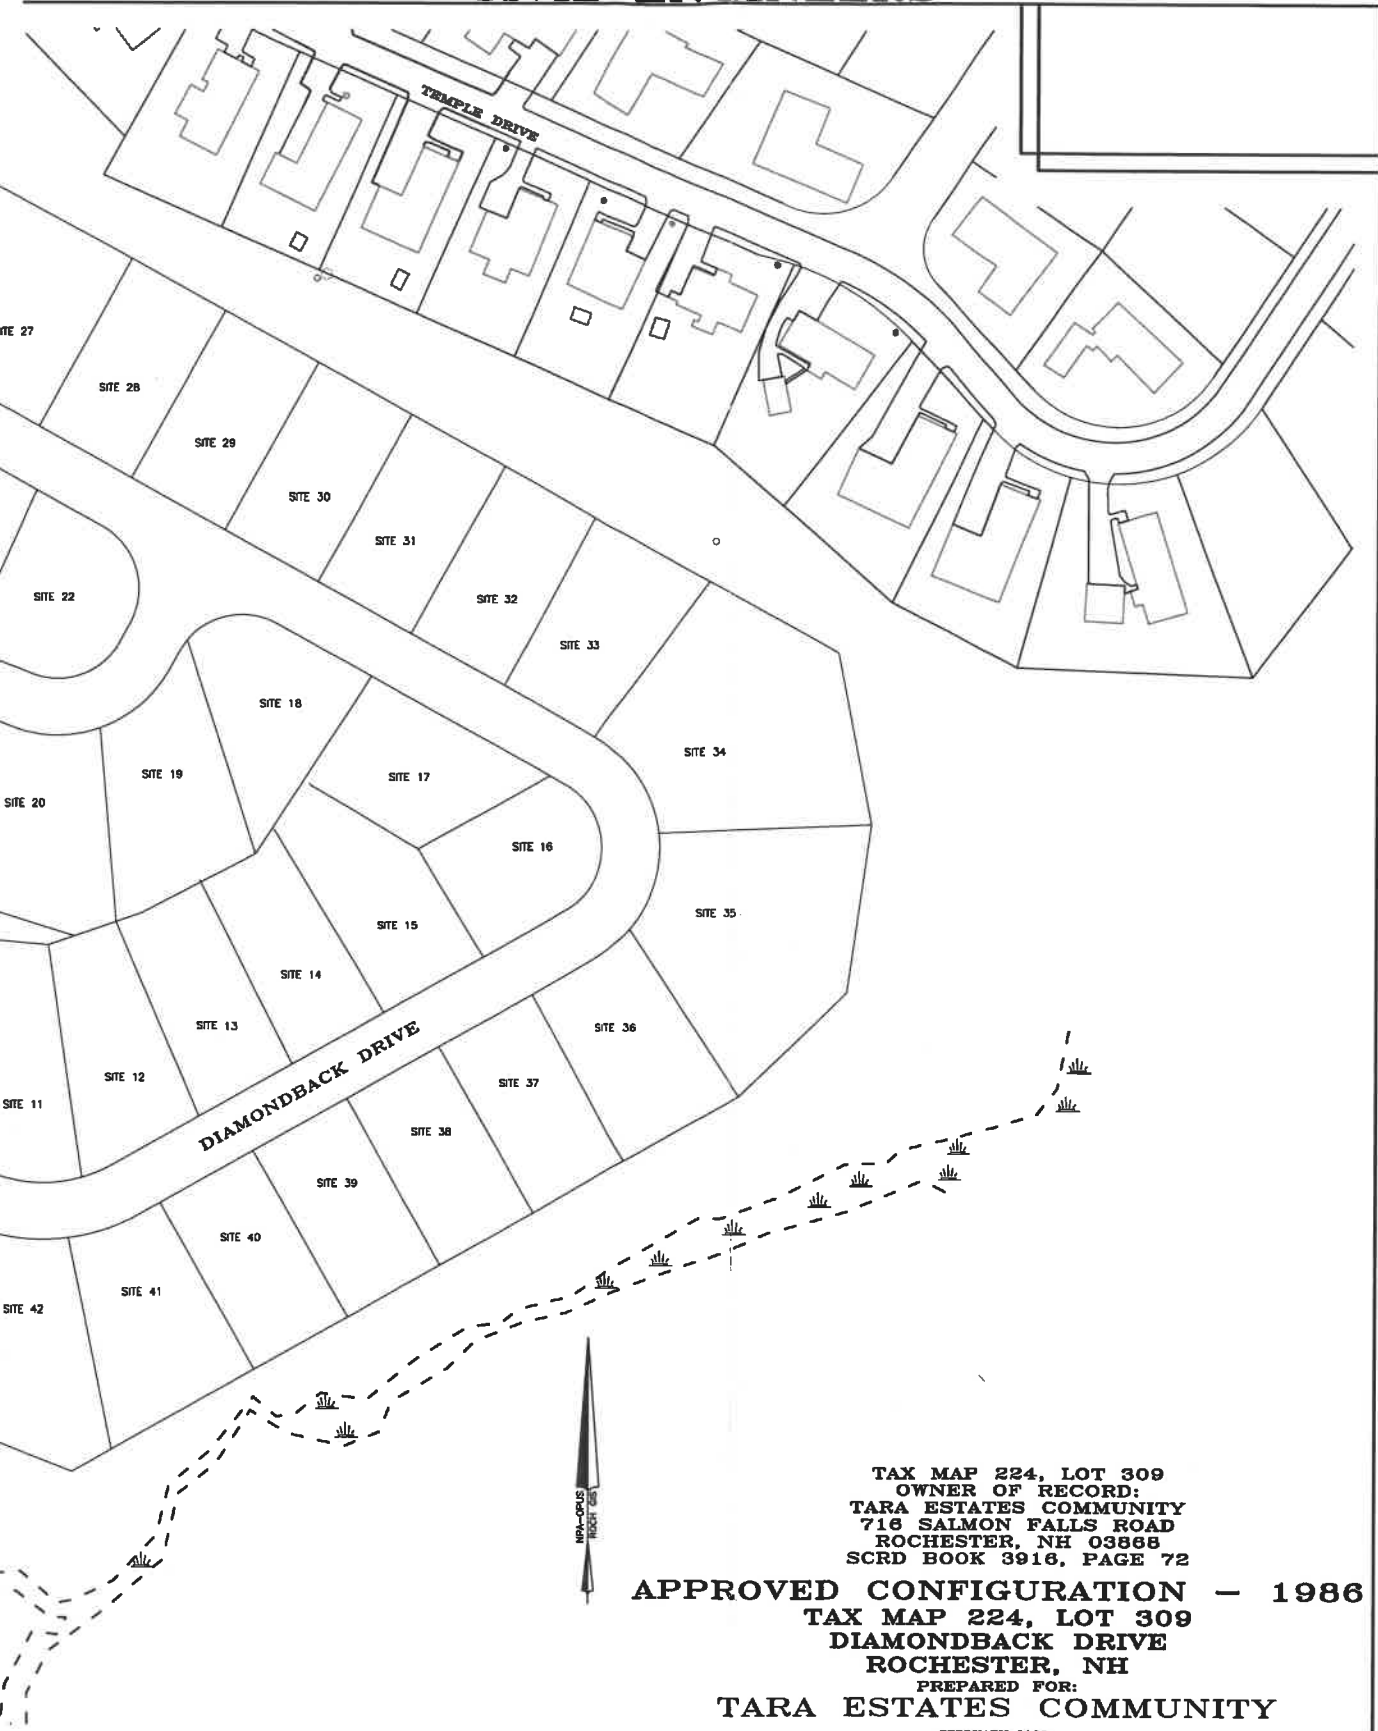 TEMPLE DRIVE
SITE 28
SITE 29
SITE 30
SITE 31
SITE 22
SITE 32
SITE 33
SITE 18
SITE 34
SITE 19
SITE 17
SITE 20
SITE 16
SITE 35
SITE 15
SITE 14
SITE 13
SITE 36
DIAMONDBACK DRIVE
SITE 12
SITE 37
SITE 11
SITE 38
SITE 39
SITE 40
SITE 41
SITE 42
NPA-OPUS
ROCH GIS
TAX MAP 224, LOT 309
OWNER OF RECORD:
TARA ESTATES COMMUNITY
716 SALMON FALLS ROAD
ROCHESTER, NH 03868
SCRD BOOK 3916, PAGE 72
APPROVED CONFIGURATION – 1986
TAX MAP 224, LOT 309
DIAMONDBACK DRIVE
ROCHESTER, NH
PREPARED FOR:
TARA ESTATES COMMUNITY